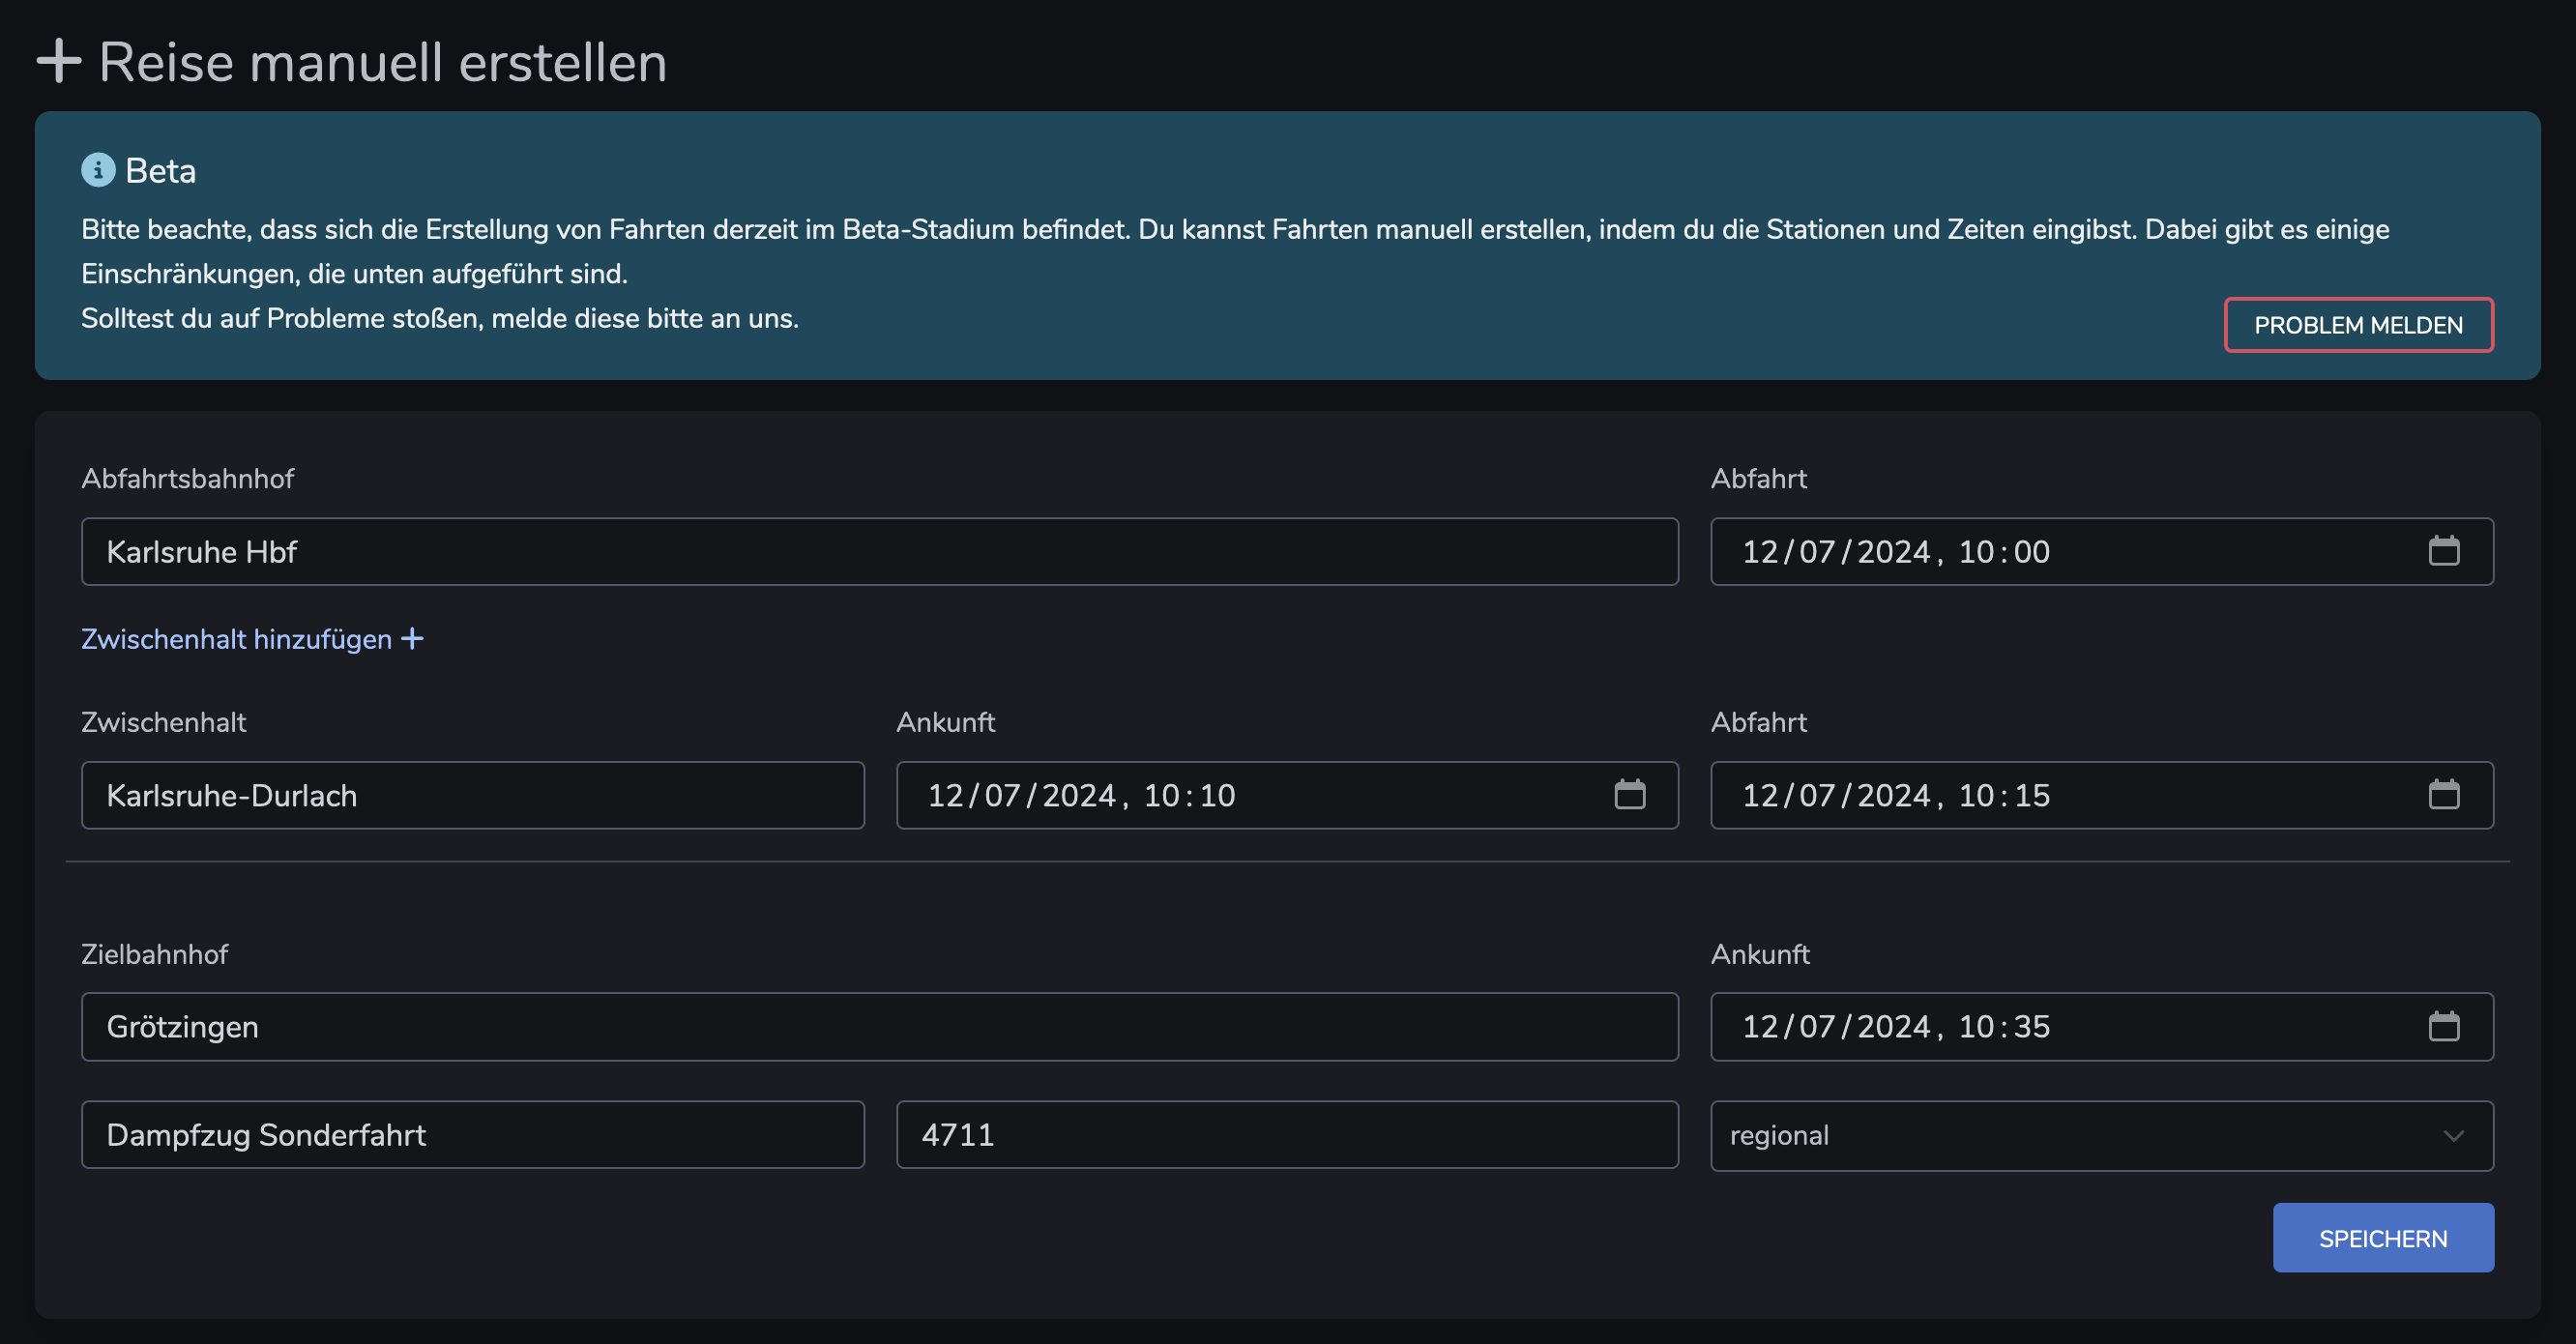 Reise manuell erstellen
Beta
Bitte beachte, dass sich die Erstellung von Fahrten derzeit im Beta-Stadium befindet. Du kannst Fahrten manuell erstellen, indem du die Stationen und Zeiten eingibst. Dabei gibt es einige
Einschränkungen, die unten aufgeführt sind.
Solltest du auf Probleme stoßen, melde diese bitte an uns.
PROBLEM MELDEN
Abfahrtsbahnhof Abfahrt
Karlsruhe Hbf 12/07/2024, 10:00
Zwischenhalt hinzufügen +
Zwischenhalt Ankunft Abfahrt
Karlsruhe-Durlach 12/07/2024, 10:10 12/07/2024, 10:15
Zielbahnhof Ankunft
Grötzingen 12/07/2024, 10:35
Dampfzug Sonderfahrt 4711 regional
SPEICHERN